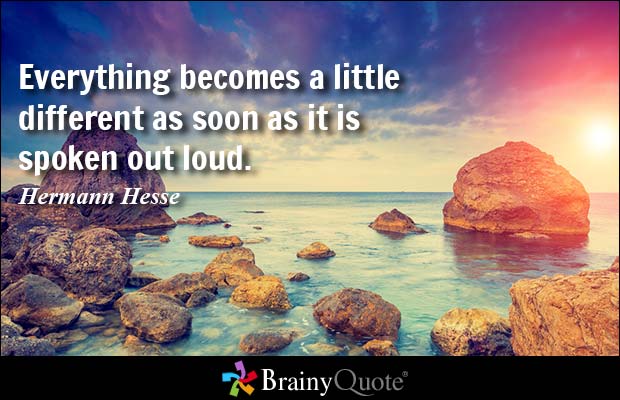 Everything becomes a little
different as soon as it is
spoken out loud.
Hermann Hesse
BrainyQuote®